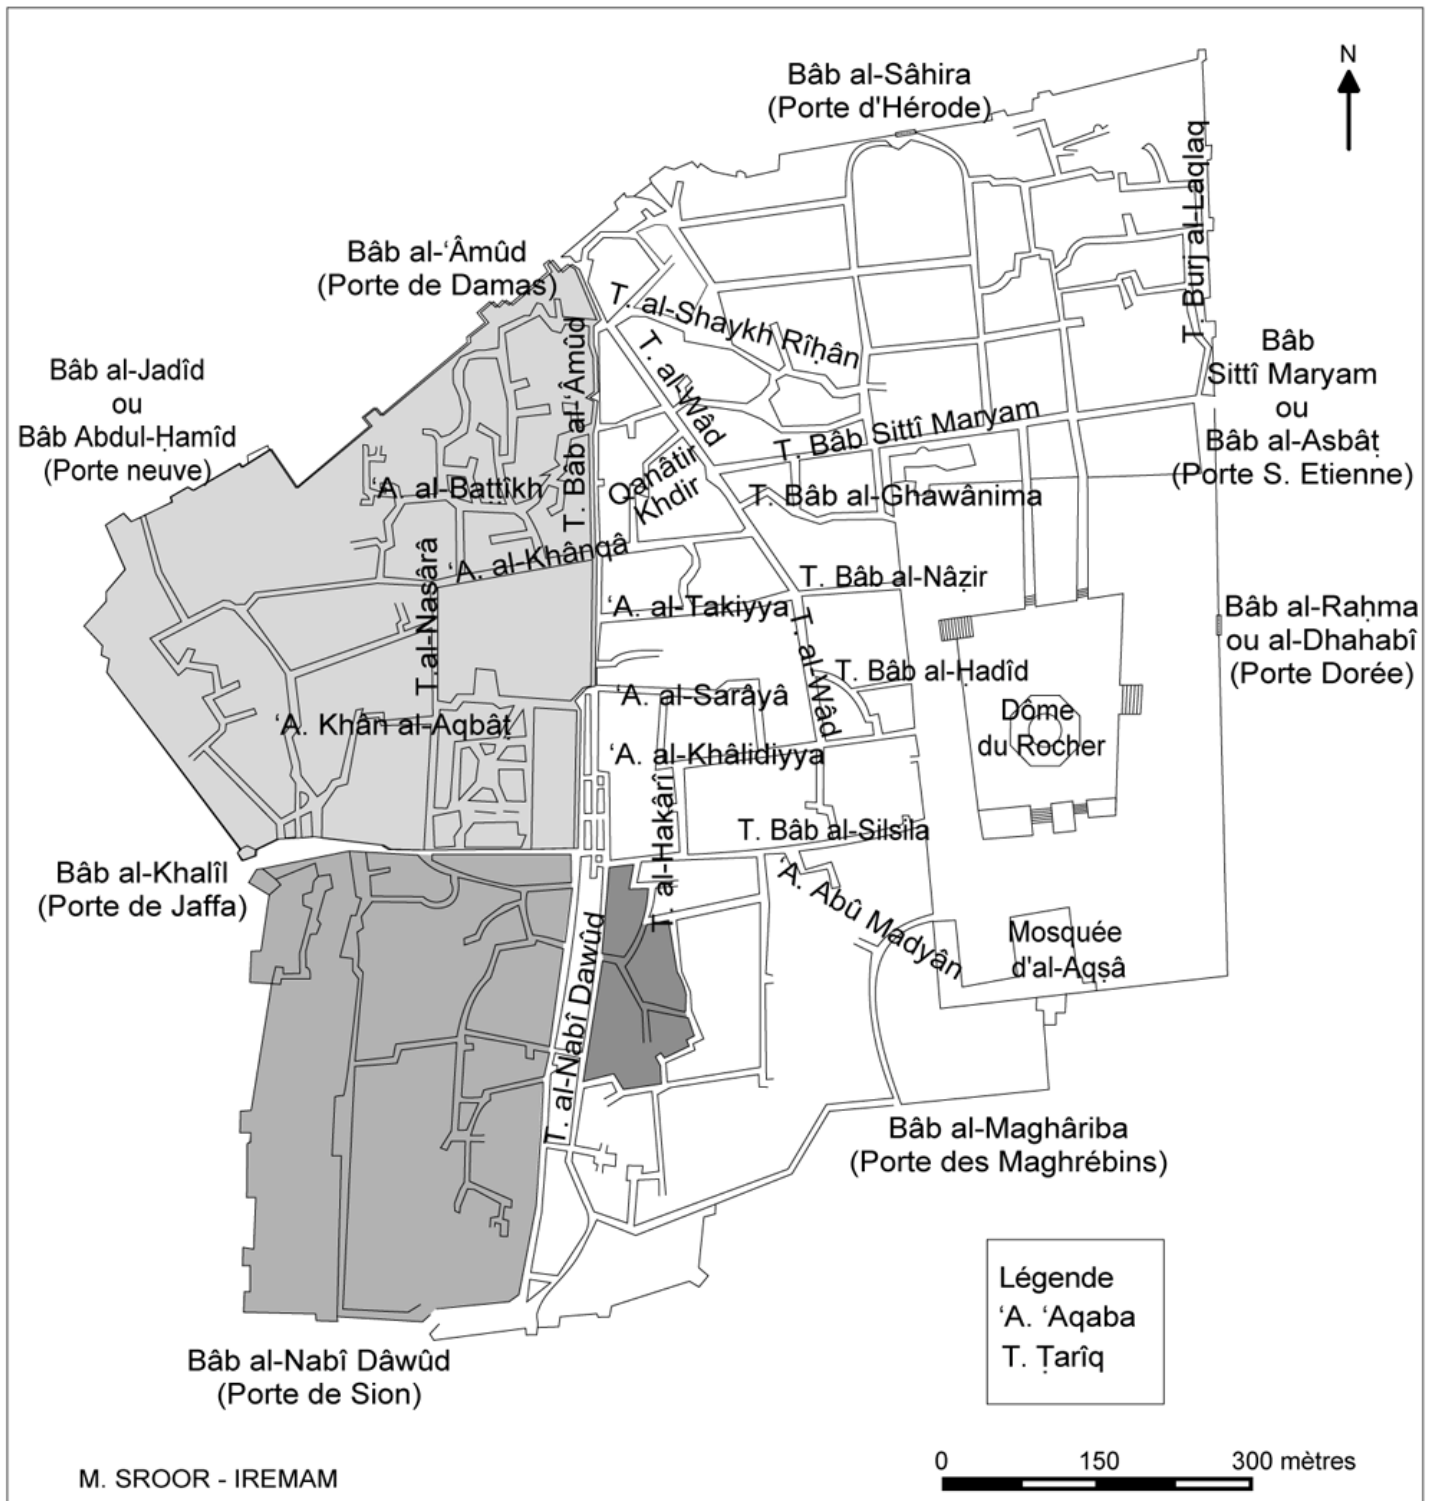 N
Bâb al-Sâhira
(Porte d'Hérode)
T. Burj al-Laqlaq
Bâb al-‘Âmûd
(Porte de Damas)
T. al-Shaykh Rîḥân
Bâb al-Jadîd
ou
Bâb Abdul-Ḥamîd
(Porte neuve)
T. Bâb al-‘Âmûd
T. al-Wâd
Bâb
Sittî Maryam
ou
Bâb al-Asbâṭ
(Porte S. Etienne)
T. Bâb Sittî Maryam
‘A. al-Battîkh
Qanâtir
Khdir
T. Bâb al-Ghawânima
‘A. al-Khânqâ
T. al-Nasârâ
T. Bâb al-Nâẓir
‘A. al-Takiyya
T. al-Wâd
Bâb al-Raḥma
ou al-Dhahabî
(Porte Dorée)
T. Bâb al-Ḥadîd
‘A. al-Sarâyâ
‘A. Khân al-Aqbâṭ
Dôme
du Rocher
‘A. al-Khâlidiyya
T. al-Hakârî
T. Bâb al-Silsila
Bâb al-Khalîl
(Porte de Jaffa)
‘A. Abû Madyân
Mosquée
d'al-Aqṣâ
T. al-Nabî Dawûd
Bâb al-Maghâriba
(Porte des Maghrébins)
Légende
‘A. ‘Aqaba
T. Ṭarîq
Bâb al-Nabî Dâwûd
(Porte de Sion)
0 150 300 mètres
M. SROOR - IREMAM